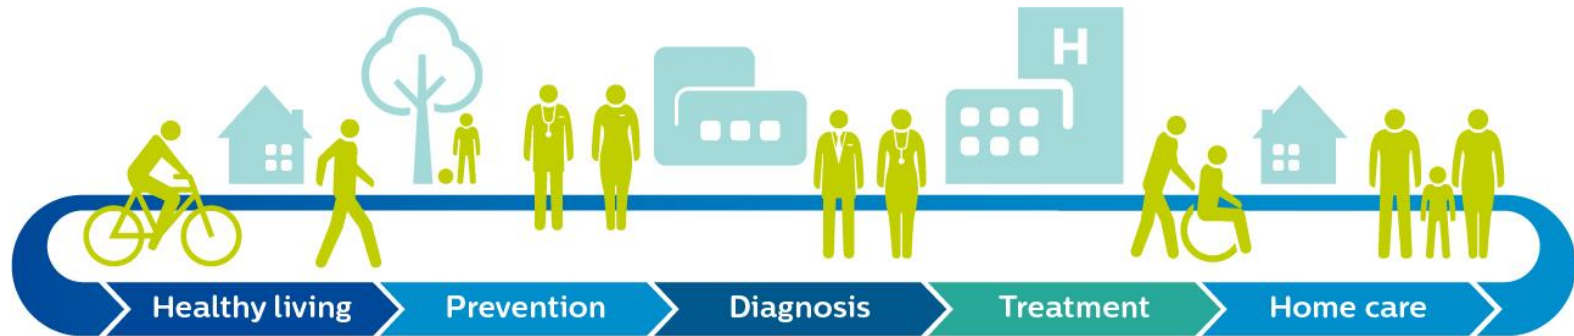 H
Healthy living
Prevention
Diagnosis
Treatment
Home care